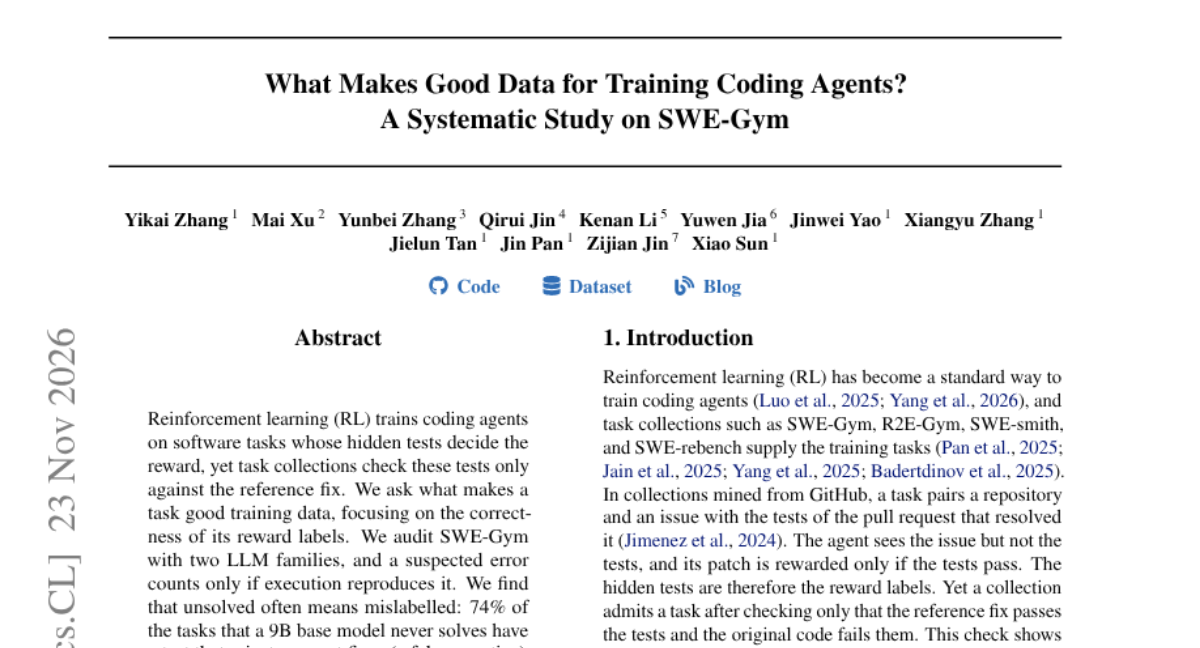 What Makes Good Data for Training Coding Agents?
A Systematic Study on SWE-Gym
Yikai Zhang 1 Mai Xu 2 Yunbei Zhang 3 Qirui Jin 4 Kenan Li 5 Yuwen Jia 6 Jinwei Yao 1 Xiangyu Zhang 1
Jielun Tan 1 Jin Pan 1 Zijian Jin 7 Xiao Sun 1
Code Dataset Blog
Abstract
Reinforcement learning (RL) trains coding agents
on software tasks whose hidden tests decide the
reward, yet task collections check these tests only
against the reference fix. We ask what makes a
task good training data, focusing on the correct-
ness of its reward labels. We audit SWE-Gym
with two LLM families, and a suspected error
counts only if execution reproduces it. We find
that unsolved often means mislabelled: 74% of
the tasks that a 9B base model never solves have
1. Introduction
Reinforcement learning (RL) has become a standard way to
train coding agents (Luo et al., 2025; Yang et al., 2026), and
task collections such as SWE-Gym, R2E-Gym, SWE-smith,
and SWE-rebench supply the training tasks (Pan et al., 2025;
Jain et al., 2025; Yang et al., 2025; Badertdinov et al., 2025).
In collections mined from GitHub, a task pairs a repository
and an issue with the tests of the pull request that resolved
it (Jimenez et al., 2024). The agent sees the issue but not the
tests, and its patch is rewarded only if the tests pass. The
hidden tests are therefore the reward labels. Yet a collection
admits a task after checking only that the reference fix passes
the tests and the original code fails them. This check shows
cs.CL] 23 Nov 2026